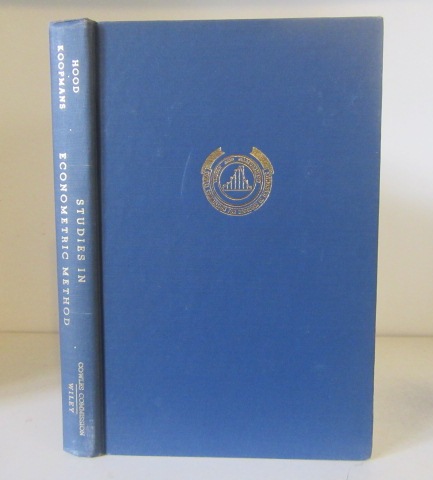 HOOD
KOOPMANS
STUDIES IN
ECONOMETRIC METHOD
COWLES COMMISSION
WILEY